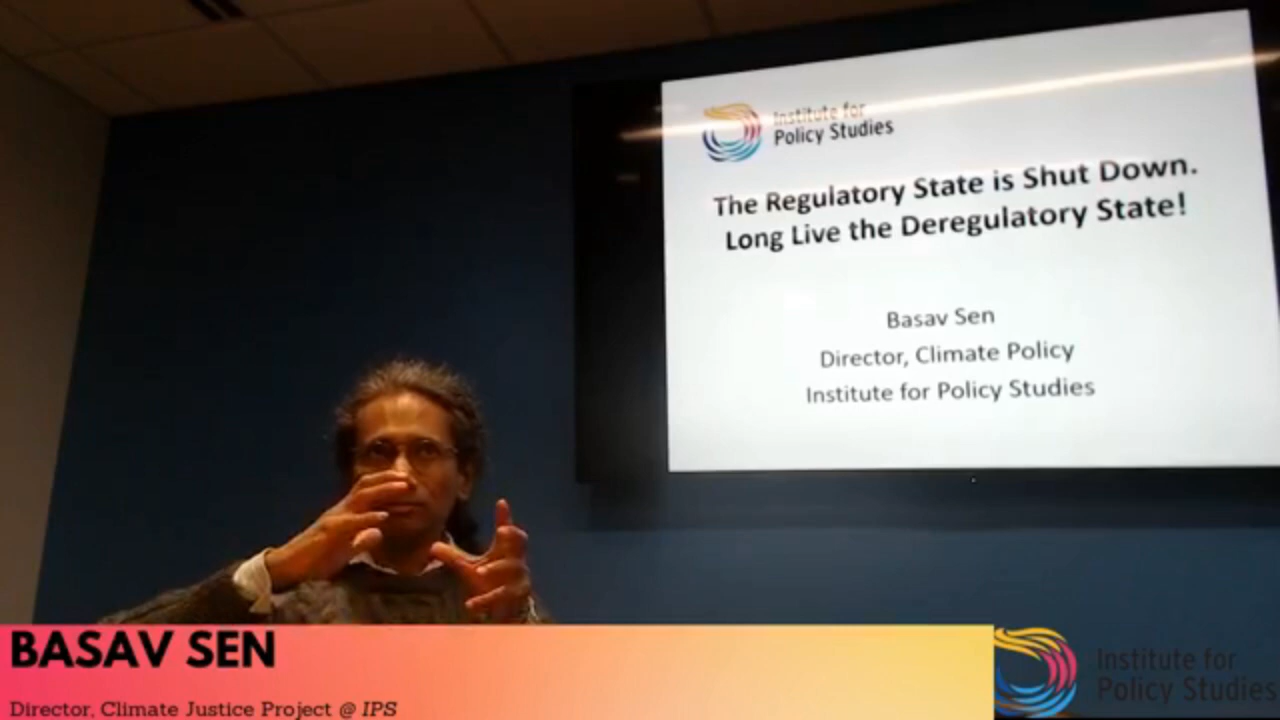 Institute for
Policy Studies
The Regulatory State is Shut Down.
Long Live the Deregulatory State!
Basav Sen
Director, Climate Policy
Institute for Policy Studies
BASAV SEN
Director, Climate Justice Project @ IPS
Institute for
Policy Studies